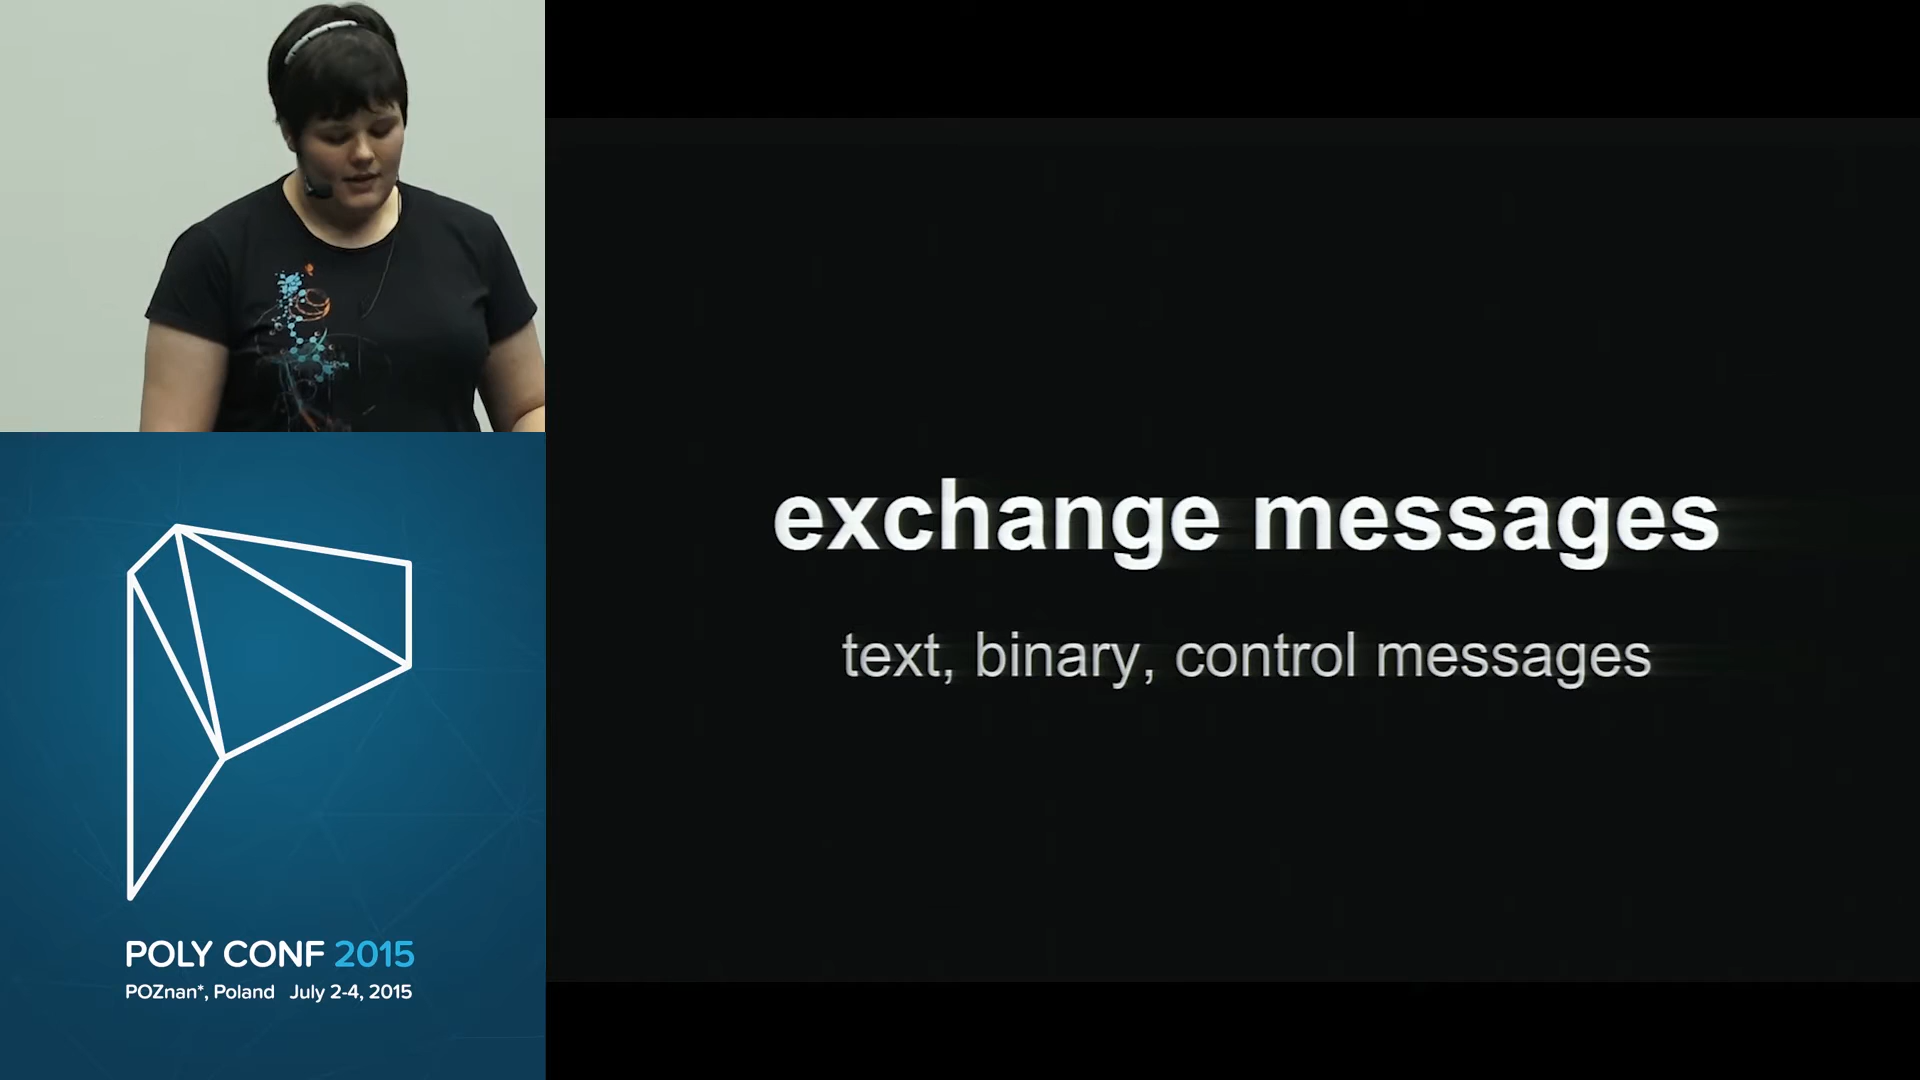 exchange messages
text, binary, control messages
POLY CONF 2015
POZnan*, Poland July 2-4, 2015